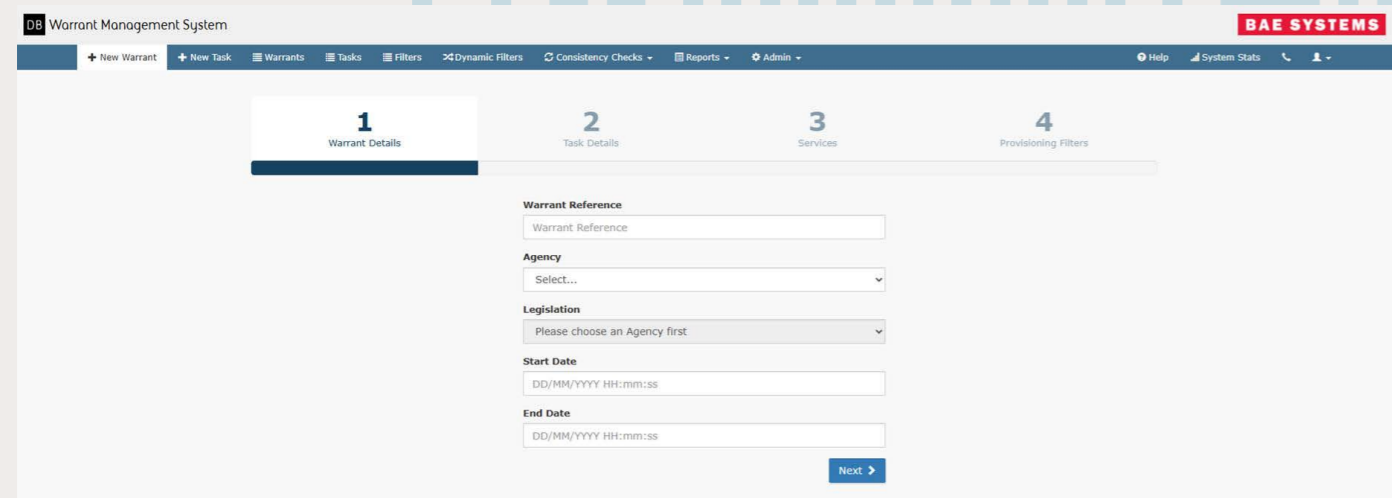 DB Warrant Management System
BAE SYSTEMS
New Warrant New Task Warrants Tasks Filters Dynamic Filters Consistency Checks Reports Admin Help System Stats
1 2 3 4
Warrant Details Task Details Services Provisioning Filters
Warrant Reference
Warrant Reference
Agency
Select...
Legislation
Please choose an Agency first
Start Date
DD/MM/YYYY HH:mm:ss
End Date
DD/MM/YYYY HH:mm:ss
Next